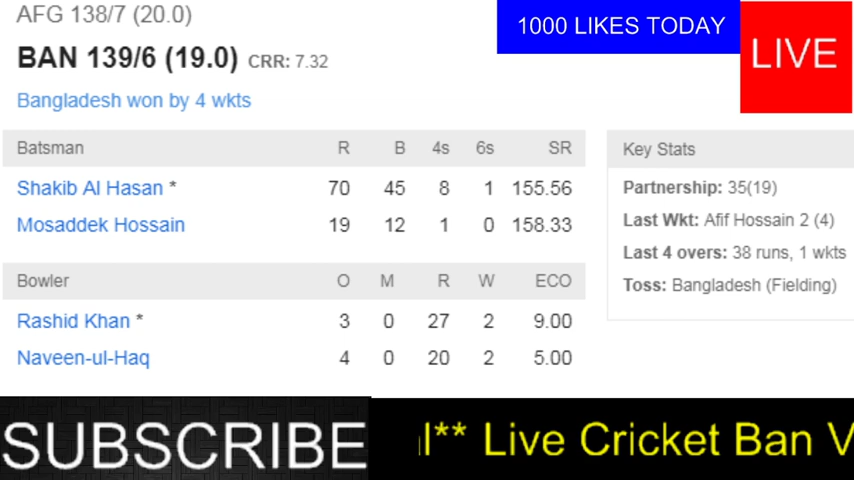 AFG 138/7 (20.0)
1000 LIKES TODAY
LIVE
BAN 139/6 (19.0) CRR: 7.32
Bangladesh won by 4 wkts
Batsman R B 4s 6s SR
Shakib Al Hasan * 70 45 8 1 155.56
Mosaddek Hossain 19 12 1 0 158.33
Bowler O M R W ECO
Rashid Khan * 3 0 27 2 9.00
Naveen-ul-Haq 4 0 20 2 5.00
Key Stats
Partnership: 35(19)
Last Wkt: Afif Hossain 2 (4)
Last 4 overs: 38 runs, 1 wkts
Toss: Bangladesh (Fielding)
SUBSCRIBE
l** Live Cricket Ban V